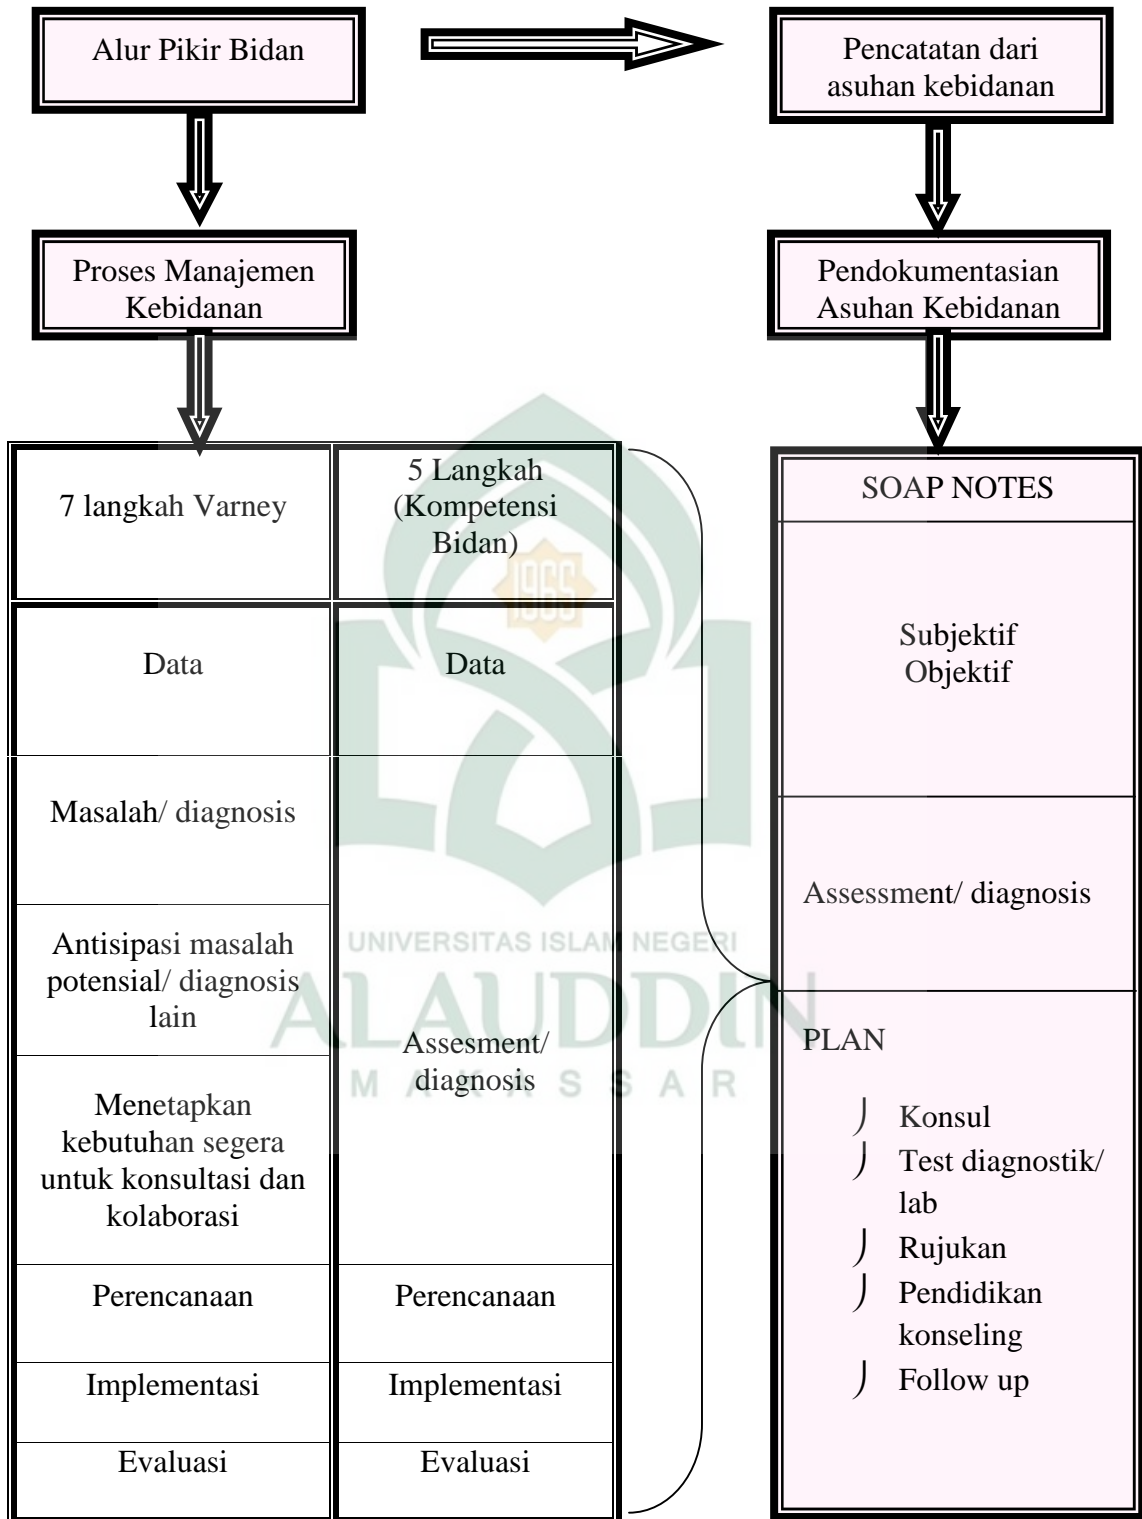 Alur Pikir Bidan
Pencatatan dari
asuhan kebidanan
Proses Manajemen
Kebidanan
Pendokumentasian
Asuhan Kebidanan
7 langkah Varney
5 Langkah
(Kompetensi
Bidan)
Data
Data
Masalah/ diagnosis
Antisipasi masalah
potensial/ diagnosis
lain
Menetapkan
kebutuhan segera
untuk konsultasi dan
kolaborasi
Assesment/
diagnosis
Perencanaan
Perencanaan
Implementasi
Implementasi
Evaluasi
Evaluasi
SOAP NOTES
Subjektif
Objektif
Assessment/ diagnosis
PLAN
Konsul
Test diagnostik/
lab
Rujukan
Pendidikan
konseling
Follow up
1965
UNIVERSITAS ISLAM NEGERI
ALAUDDIN
MAKASSAR